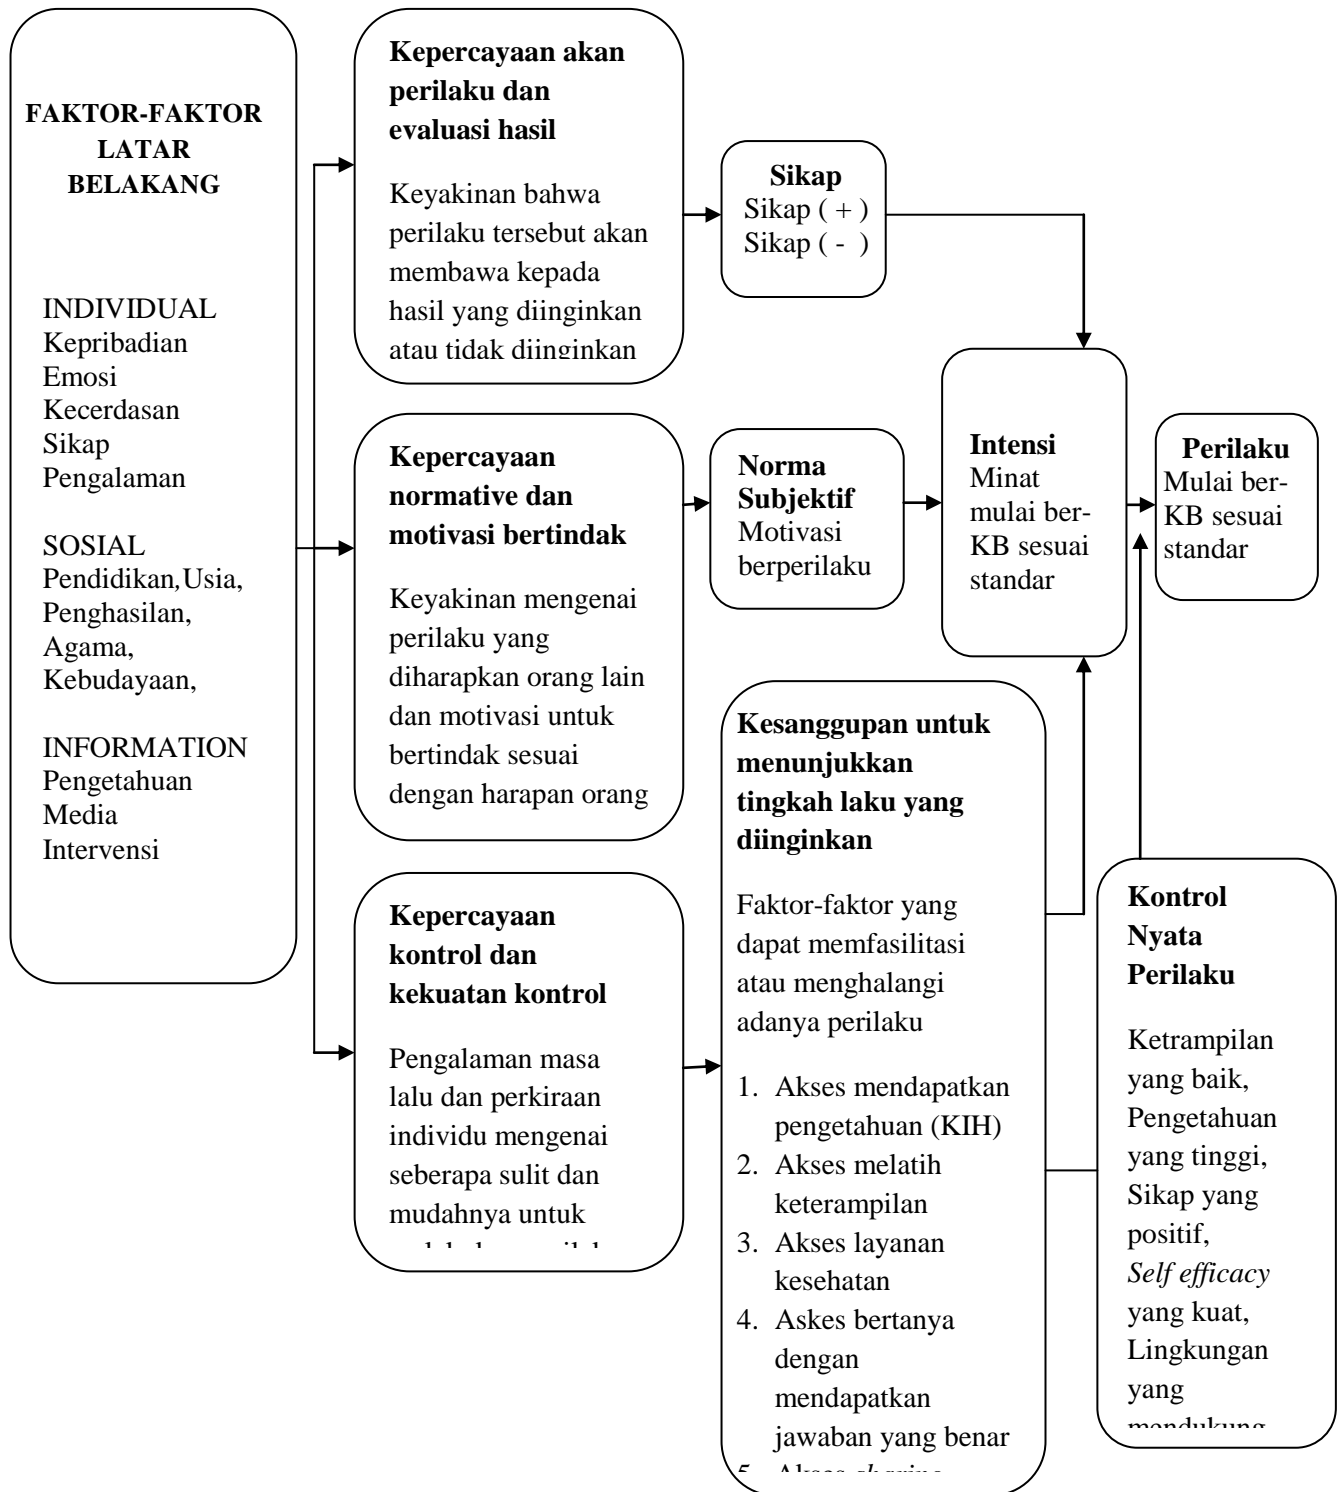 FAKTOR-FAKTOR
LATAR
BELAKANG
INDIVIDUAL
Kepribadian
Emosi
Kecerdasan
Sikap
Pengalaman
SOSIAL
Pendidikan,Usia,
Penghasilan,
Agama,
Kebudayaan,
INFORMATION
Pengetahuan
Media
Intervensi
Kepercayaan akan
perilaku dan
evaluasi hasil
Keyakinan bahwa
perilaku tersebut akan
membawa kepada
hasil yang diinginkan
atau tidak diinginkan
Kepercayaan
normative dan
motivasi bertindak
Keyakinan mengenai
perilaku yang
diharapkan orang lain
dan motivasi untuk
bertindak sesuai
dengan harapan orang
Kepercayaan
kontrol dan
kekuatan kontrol
Pengalaman masa
lalu dan perkiraan
individu mengenai
seberapa sulit dan
mudahnya untuk
Sikap
Sikap ( + )
Sikap ( - )
Norma
Subjektif
Motivasi
berperilaku
Kesanggupan untuk
menunjukkan
tingkah laku yang
diinginkan
Faktor-faktor yang
dapat memfasilitasi
atau menghalangi
adanya perilaku
1. Akses mendapatkan
pengetahuan (KIH)
2. Akses melatih
keterampilan
3. Akses layanan
kesehatan
4. Askes bertanya
dengan
mendapatkan
jawaban yang benar
5. Akses sharing
Intensi
Minat
mulai ber-
KB sesuai
standar
Perilaku
Mulai ber-
KB sesuai
standar
Kontrol
Nyata
Perilaku
Ketrampilan
yang baik,
Pengetahuan
yang tinggi,
Sikap yang
positif,
Self efficacy
yang kuat,
Lingkungan
yang
mendukung